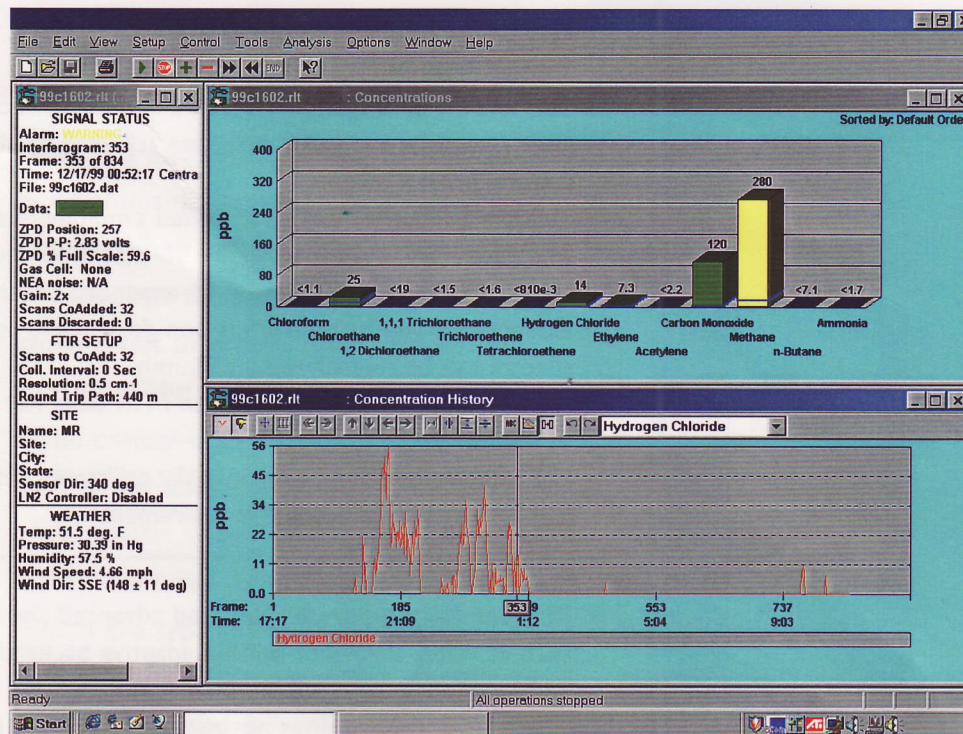 File Edit View Setup Control Tools Analysis Options Window Help
STOP END
99c1602.rlt (...
SIGNAL STATUS
Alarm: WARNING
Interferogram: 353
Frame: 353 of 834
Time: 12/17/99 00:52:17 Centra
File: 99c1602.dat
Data:
ZPD Position: 257
ZPD P-P: 2.83 volts
ZPD % Full Scale: 59.6
Gas Cell: None
NEA noise: N/A
Gain: 2x
Scans CoAdded: 32
Scans Discarded: 0
FTIR SETUP
Scans to CoAdd: 32
Coll. Interval: 0 Sec
Resolution: 0.5 cm-1
Round Trip Path: 440 m
SITE
Name: MR
Site:
City:
State:
Sensor Dir: 340 deg
LN2 Controller: Disabled
WEATHER
Temp: 51.5 deg. F
Pressure: 30.39 in Hg
Humidity: 57.5 %
Wind Speed: 4.66 mph
Wind Dir: SSE (148 ± 11 deg)
99c1602.rlt : Concentrations
Sorted by: Default Orde
ppb
400
320
240
160
80
0
<1.1 25 <19 <1.5 <1.6 <810e-3 14 7.3 <2.2 120 280 <7.1 <1.7
Chloroform 1,1,1 Trichloroethane Hydrogen Chloride Carbon Monoxide Ammonia
Chloroethane Trichloroethene Ethylene Methane
1,2 Dichloroethane Tetrachloroethene Acetylene n-Butane
99c1602.rlt : Concentration History
ABC Hydrogen Chloride
ppb
56
45
34
22
11
0.0
Frame: 1 185 353 9 553 737
Time: 17:17 21:09 1:12 5:04 9:03
Hydrogen Chloride
Ready All operations stopped
Start
ATI